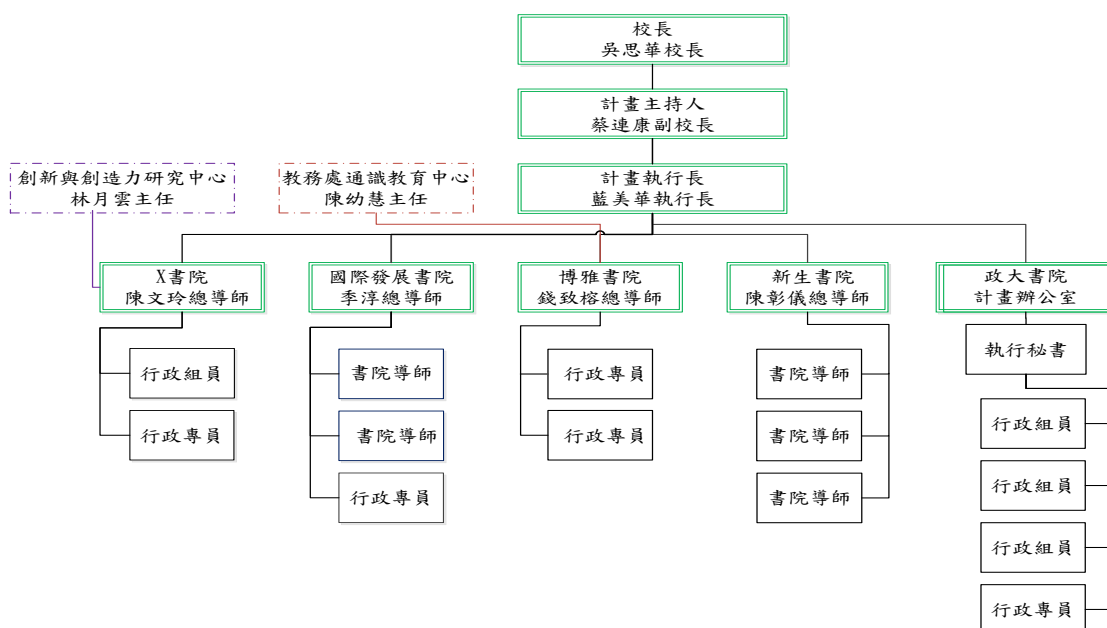 校長
吳思華校長
計畫主持人
蔡連康副校長
創新與創造力研究中心
林月雲主任
教務處通識教育中心
陳幼慧主任
計畫執行長
藍美華執行長
X書院
陳文玲總導師
國際發展書院
季淳總導師
博雅書院
錢致榕總導師
新生書院
陳彰儀總導師
政大書院
計畫辦公室
執行秘書
行政組員
行政專員
書院導師
書院導師
行政專員
行政專員
行政專員
書院導師
書院導師
書院導師
行政組員
行政組員
行政組員
行政專員